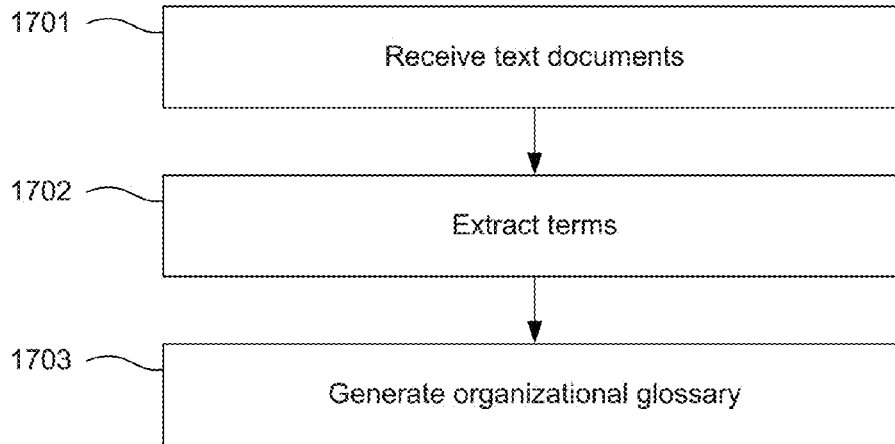 1701
Receive text documents
1702
Extract terms
1703
Generate organizational glossary